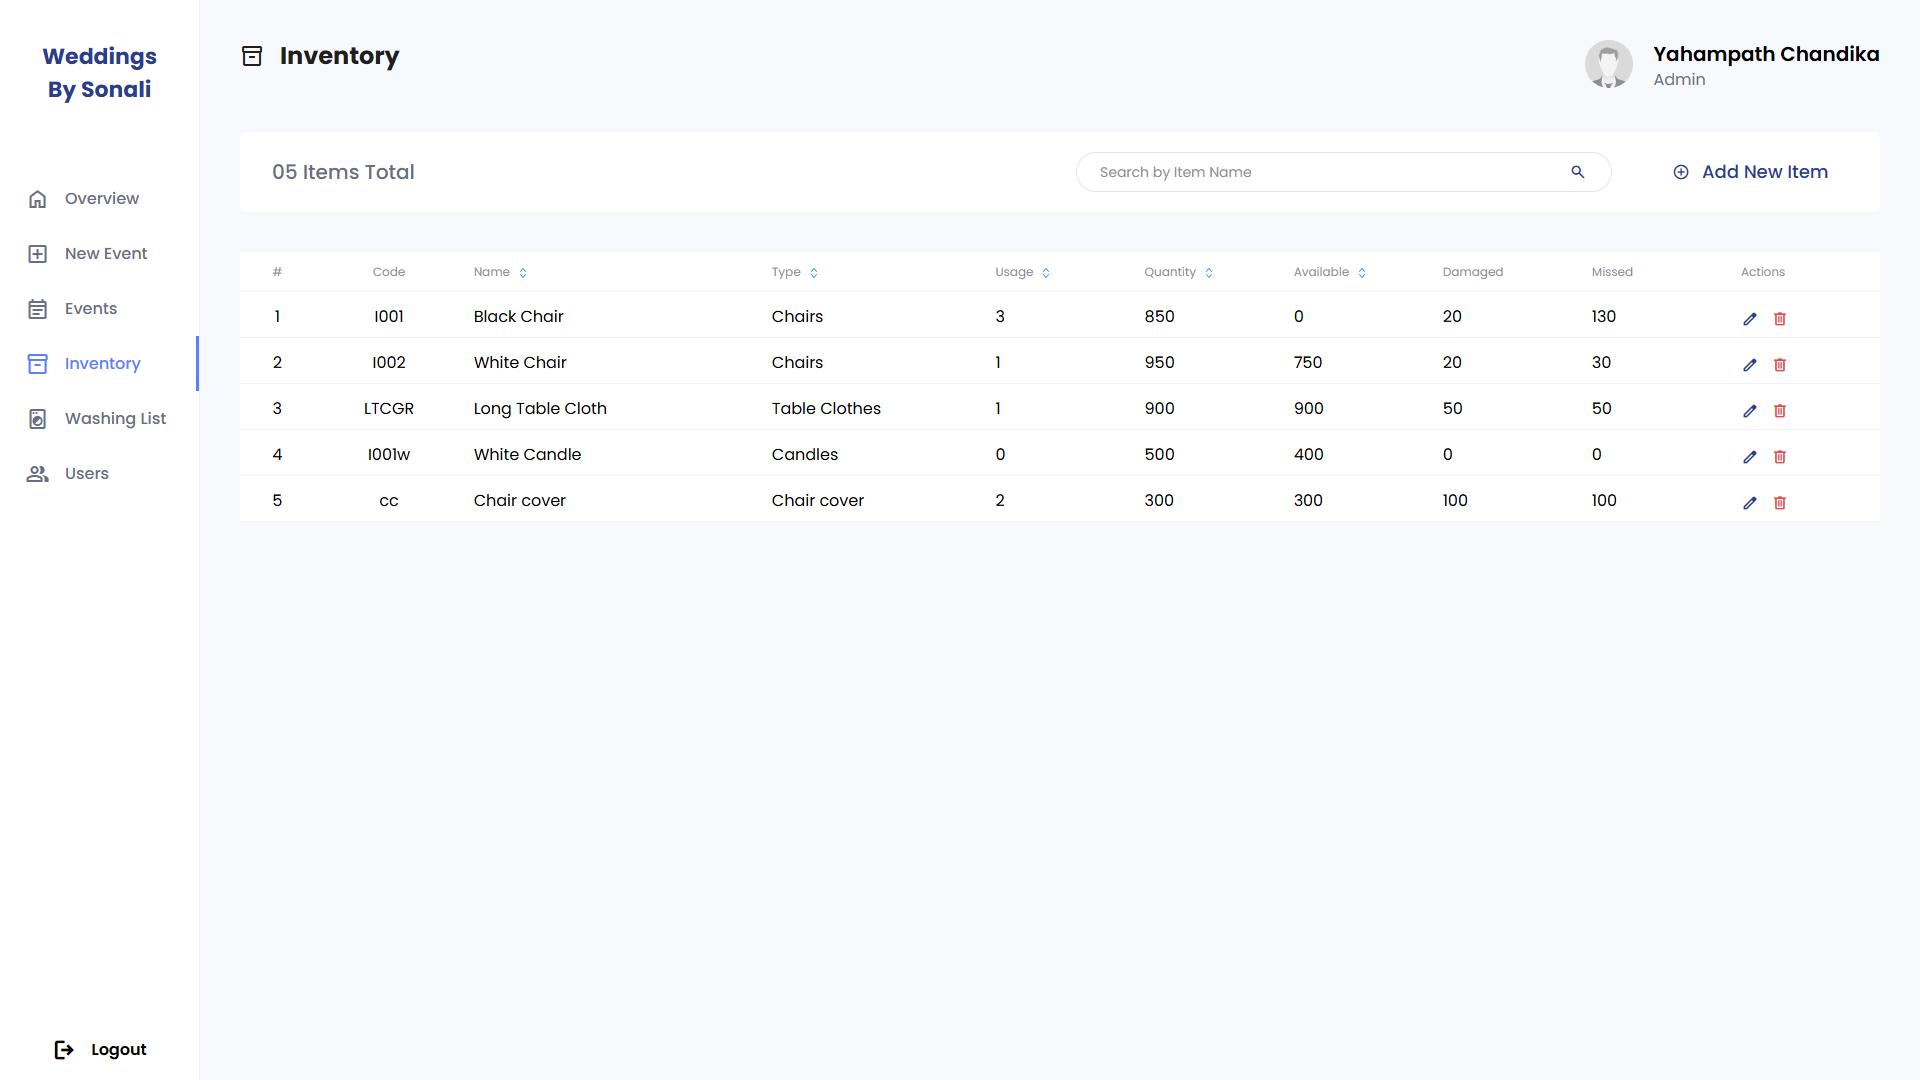 Weddings
By Sonali
Overview
New Event
Events
Inventory
Washing List
Users
Logout
Inventory
Yahampath Chandika
Admin
05 Items Total
Search by Item Name
Add New Item
# Code Name Type Usage Quantity Available Damaged Missed Actions
1 I001 Black Chair Chairs 3 850 0 20 130
2 I002 White Chair Chairs 1 950 750 20 30
3 LTCGR Long Table Cloth Table Clothes 1 900 900 50 50
4 I001w White Candle Candles 0 500 400 0 0
5 cc Chair cover Chair cover 2 300 300 100 100